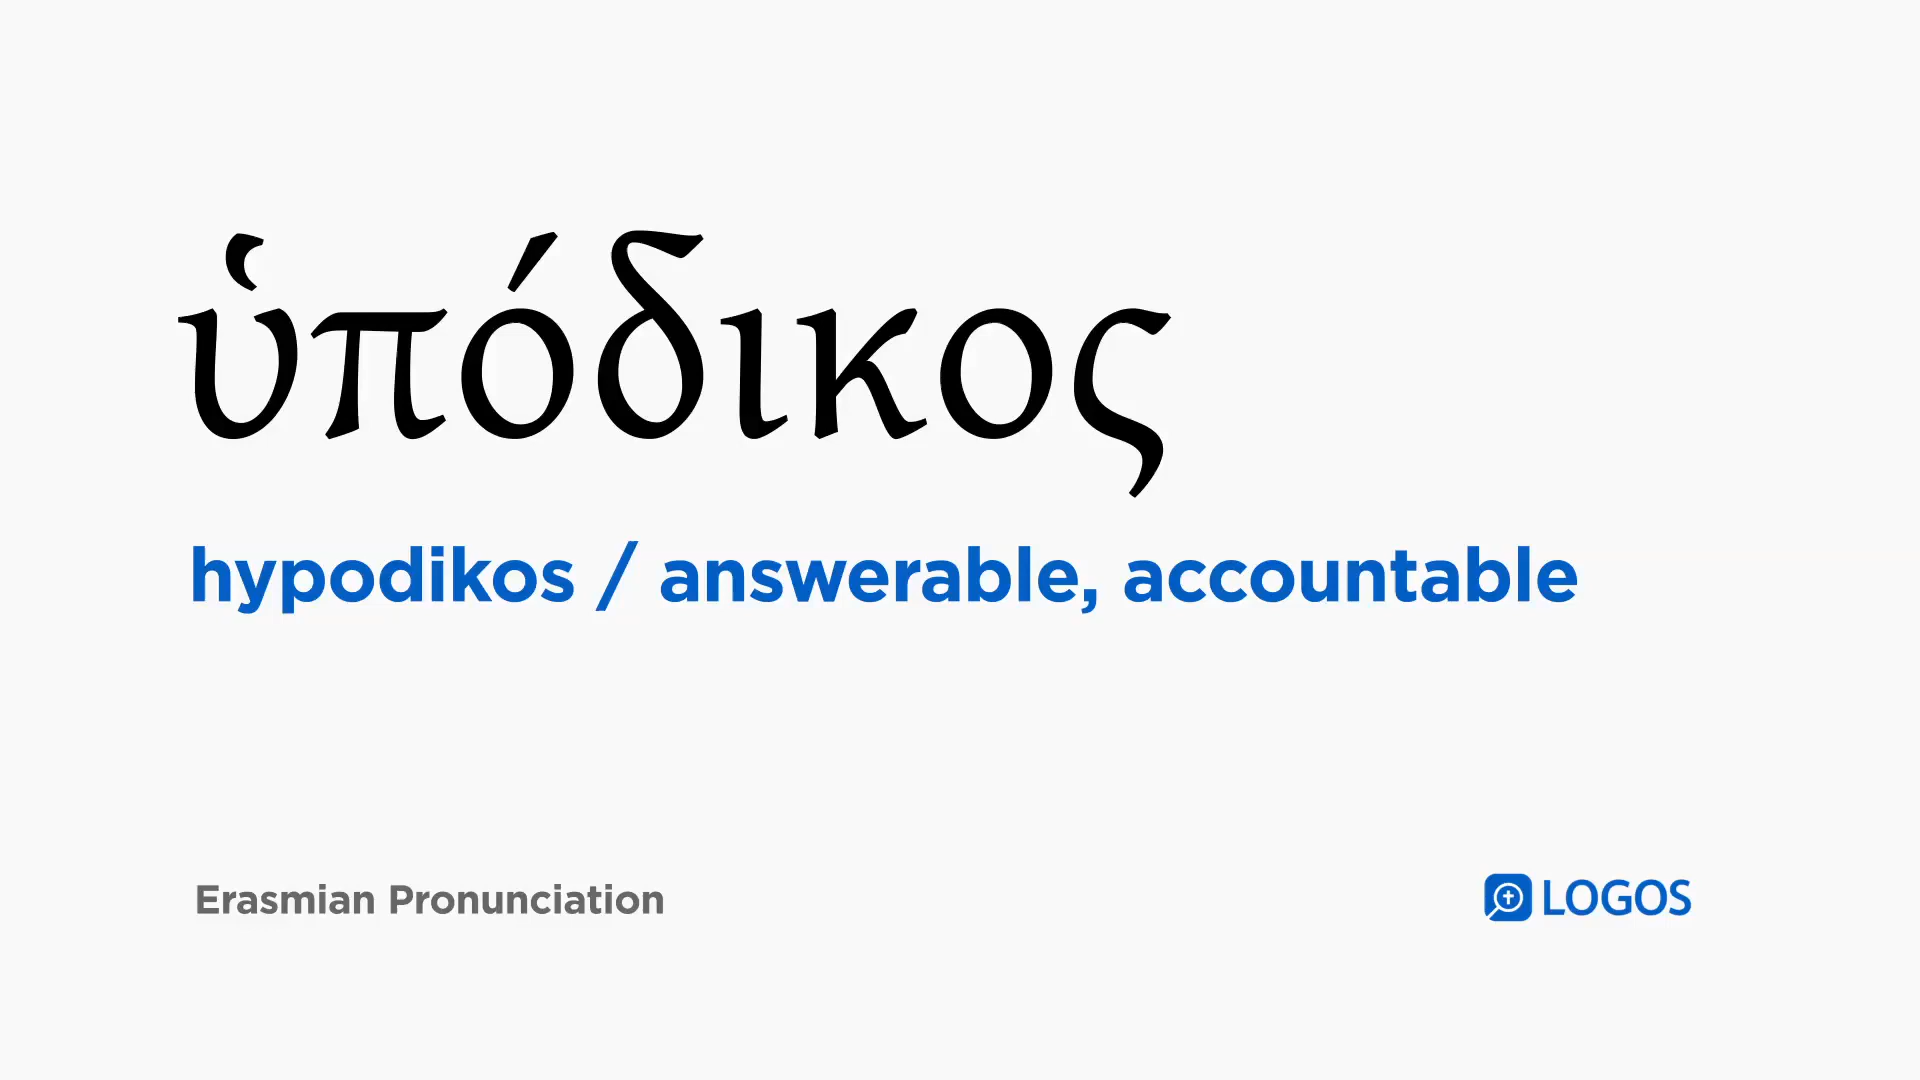 ὑπόδικος
hypodikos / answerable, accountable
Erasmian Pronunciation
LOGOS